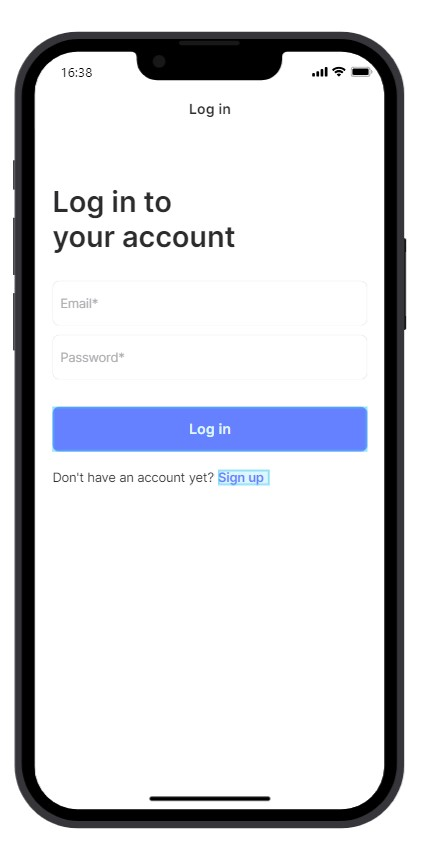 16:38
Log in
Log in to
your account
Email*
Password*
Log in
Don't have an account yet? Sign up